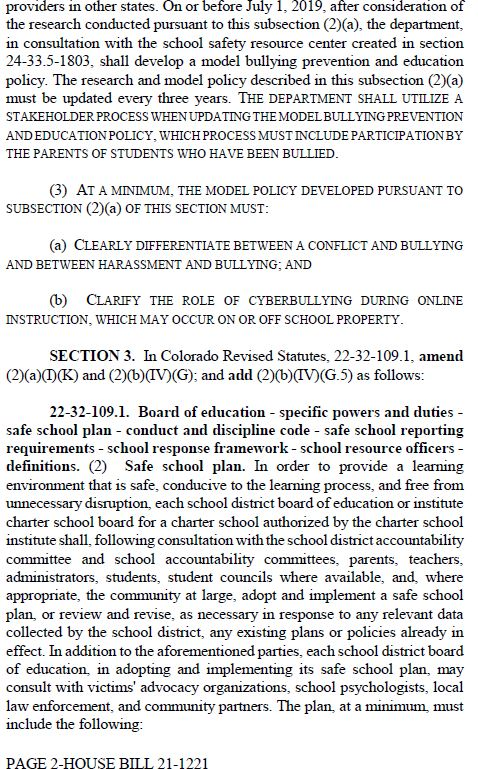 providers in other states. On or before July 1, 2019, after consideration of
the research conducted pursuant to this subsection (2)(a), the department,
in consultation with the school safety resource center created in section
24-33.5-1803, shall develop a model bullying prevention and education
policy. The research and model policy described in this subsection (2)(a)
must be updated every three years. THE DEPARTMENT SHALL UTILIZE A
STAKEHOLDER PROCESS WHEN UPDATING THE MODEL BULLYING PREVENTION
AND EDUCATION POLICY, WHICH PROCESS MUST INCLUDE PARTICIPATION BY
THE PARENTS OF STUDENTS WHO HAVE BEEN BULLIED.
(3) AT A MINIMUM, THE MODEL POLICY DEVELOPED PURSUANT TO
SUBSECTION (2)(a) OF THIS SECTION MUST:
(a) CLEARLY DIFFERENTIATE BETWEEN A CONFLICT AND BULLYING
AND BETWEEN HARASSMENT AND BULLYING; AND
(b) CLARIFY THE ROLE OF CYBERBULLYING DURING ONLINE
INSTRUCTION, WHICH MAY OCCUR ON OR OFF SCHOOL PROPERTY.
SECTION 3. In Colorado Revised Statutes, 22-32-109.1, amend
(2)(a)(I)(K) and (2)(b)(IV)(G); and add (2)(b)(IV)(G.5) as follows:
22-32-109.1. Board of education - specific powers and duties -
safe school plan - conduct and discipline code - safe school reporting
requirements - school response framework - school resource officers -
definitions. (2) Safe school plan. In order to provide a learning
environment that is safe, conducive to the learning process, and free from
unnecessary disruption, each school district board of education or institute
charter school board for a charter school authorized by the charter school
institute shall, following consultation with the school district accountability
committee and school accountability committees, parents, teachers,
administrators, students, student councils where available, and, where
appropriate, the community at large, adopt and implement a safe school
plan, or review and revise, as necessary in response to any relevant data
collected by the school district, any existing plans or policies already in
effect. In addition to the aforementioned parties, each school district board
of education, in adopting and implementing its safe school plan, may
consult with victims' advocacy organizations, school psychologists, local
law enforcement, and community partners. The plan, at a minimum, must
include the following:
PAGE 2-HOUSE BILL 21-1221